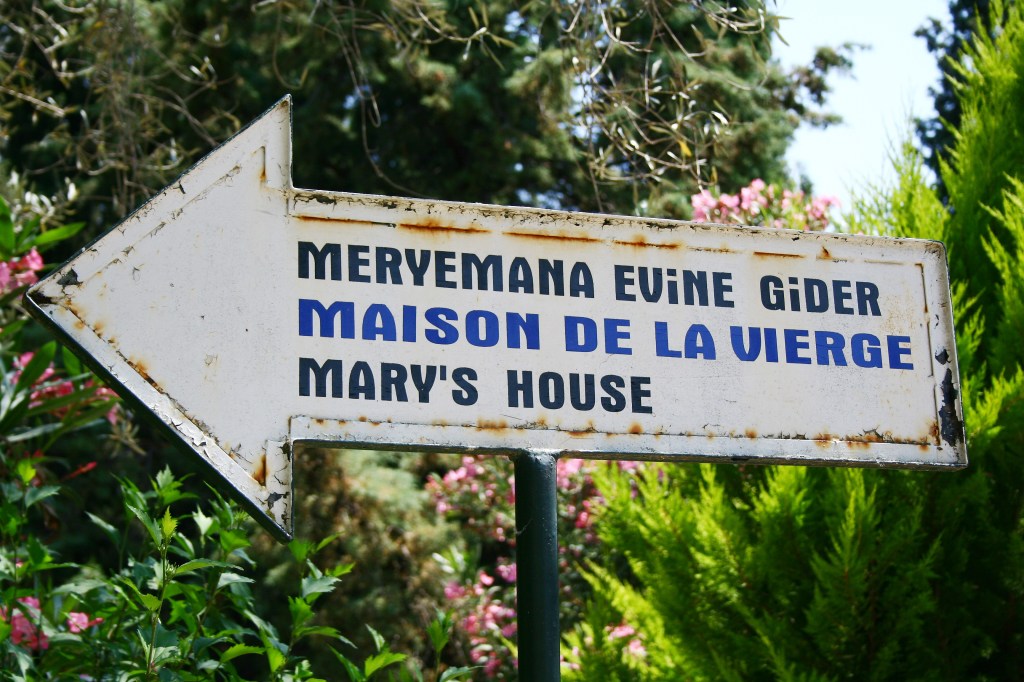 MERYEMANA EViNE GiDER
MAISON DE LA VIERGE
MARY'S HOUSE